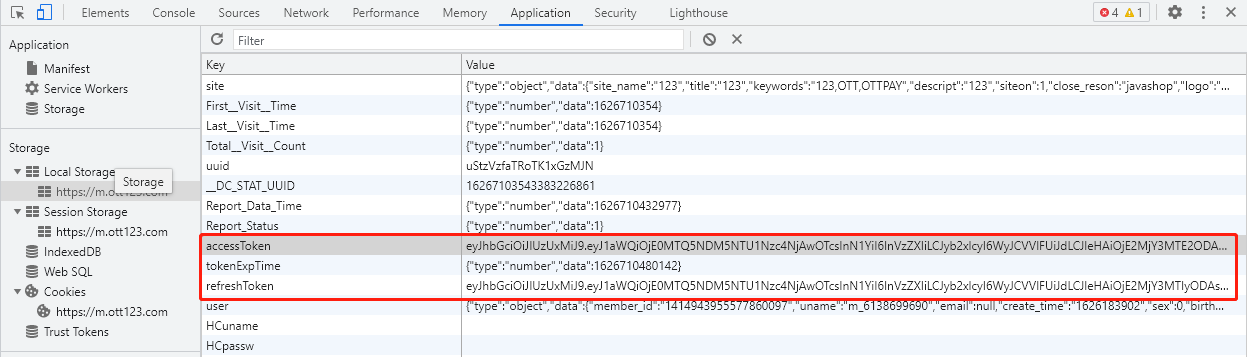 Elements Console Sources Network Performance Memory Application Security Lighthouse 4 1
Application
Manifest
Service Workers
Storage
Storage
Local Storage
https://m.ott123.com
Storage
Session Storage
https://m.ott123.com
IndexedDB
Web SQL
Cookies
https://m.ott123.com
Trust Tokens
Filter
Key Value
site {"type":"object","data":{"site_name":"123","title":"123","keywords":"123,OTT,OTTPAY","descript":"123","siteon":1,"close_reson":"javashop","logo":"...
First__Visit__Time {"type":"number","data":1626710354}
Last__Visit__Time {"type":"number","data":1626710354}
Total__Visit__Count {"type":"number","data":1}
uuid uStzVzfaTRoTK1xGzMJN
__DC_STAT_UUID 16267103543383226861
Report_Data_Time {"type":"number","data":1626710432977}
Report_Status {"type":"number","data":1}
accessToken eyJhbGciOiJIUzUxMiJ9.eyJ1aWQiOjE0MTQ5NDM5NTU1Nzc4NjAwOTcsInN1YiI6InVzZXIiLCJyb2xlcyI6WyJCVVlFUiJdLCJleHAiOjE2MjY3MTE2ODA...
tokenExpTime {"type":"number","data":1626710480142}
refreshToken eyJhbGciOiJIUzUxMiJ9.eyJ1aWQiOjE0MTQ5NDM5NTU1Nzc4NjAwOTcsInN1YiI6InVzZXIiLCJyb2xlcyI6WyJCVVlFUiJdLCJleHAiOjE2MjY3MTIyODAs...
user {"type":"object","data":{"member_id":"1414943955577860097","uname":"m_6138699690","email":null,"create_time":"1626183902","sex":0,"birth...
HCuname
HCpassw